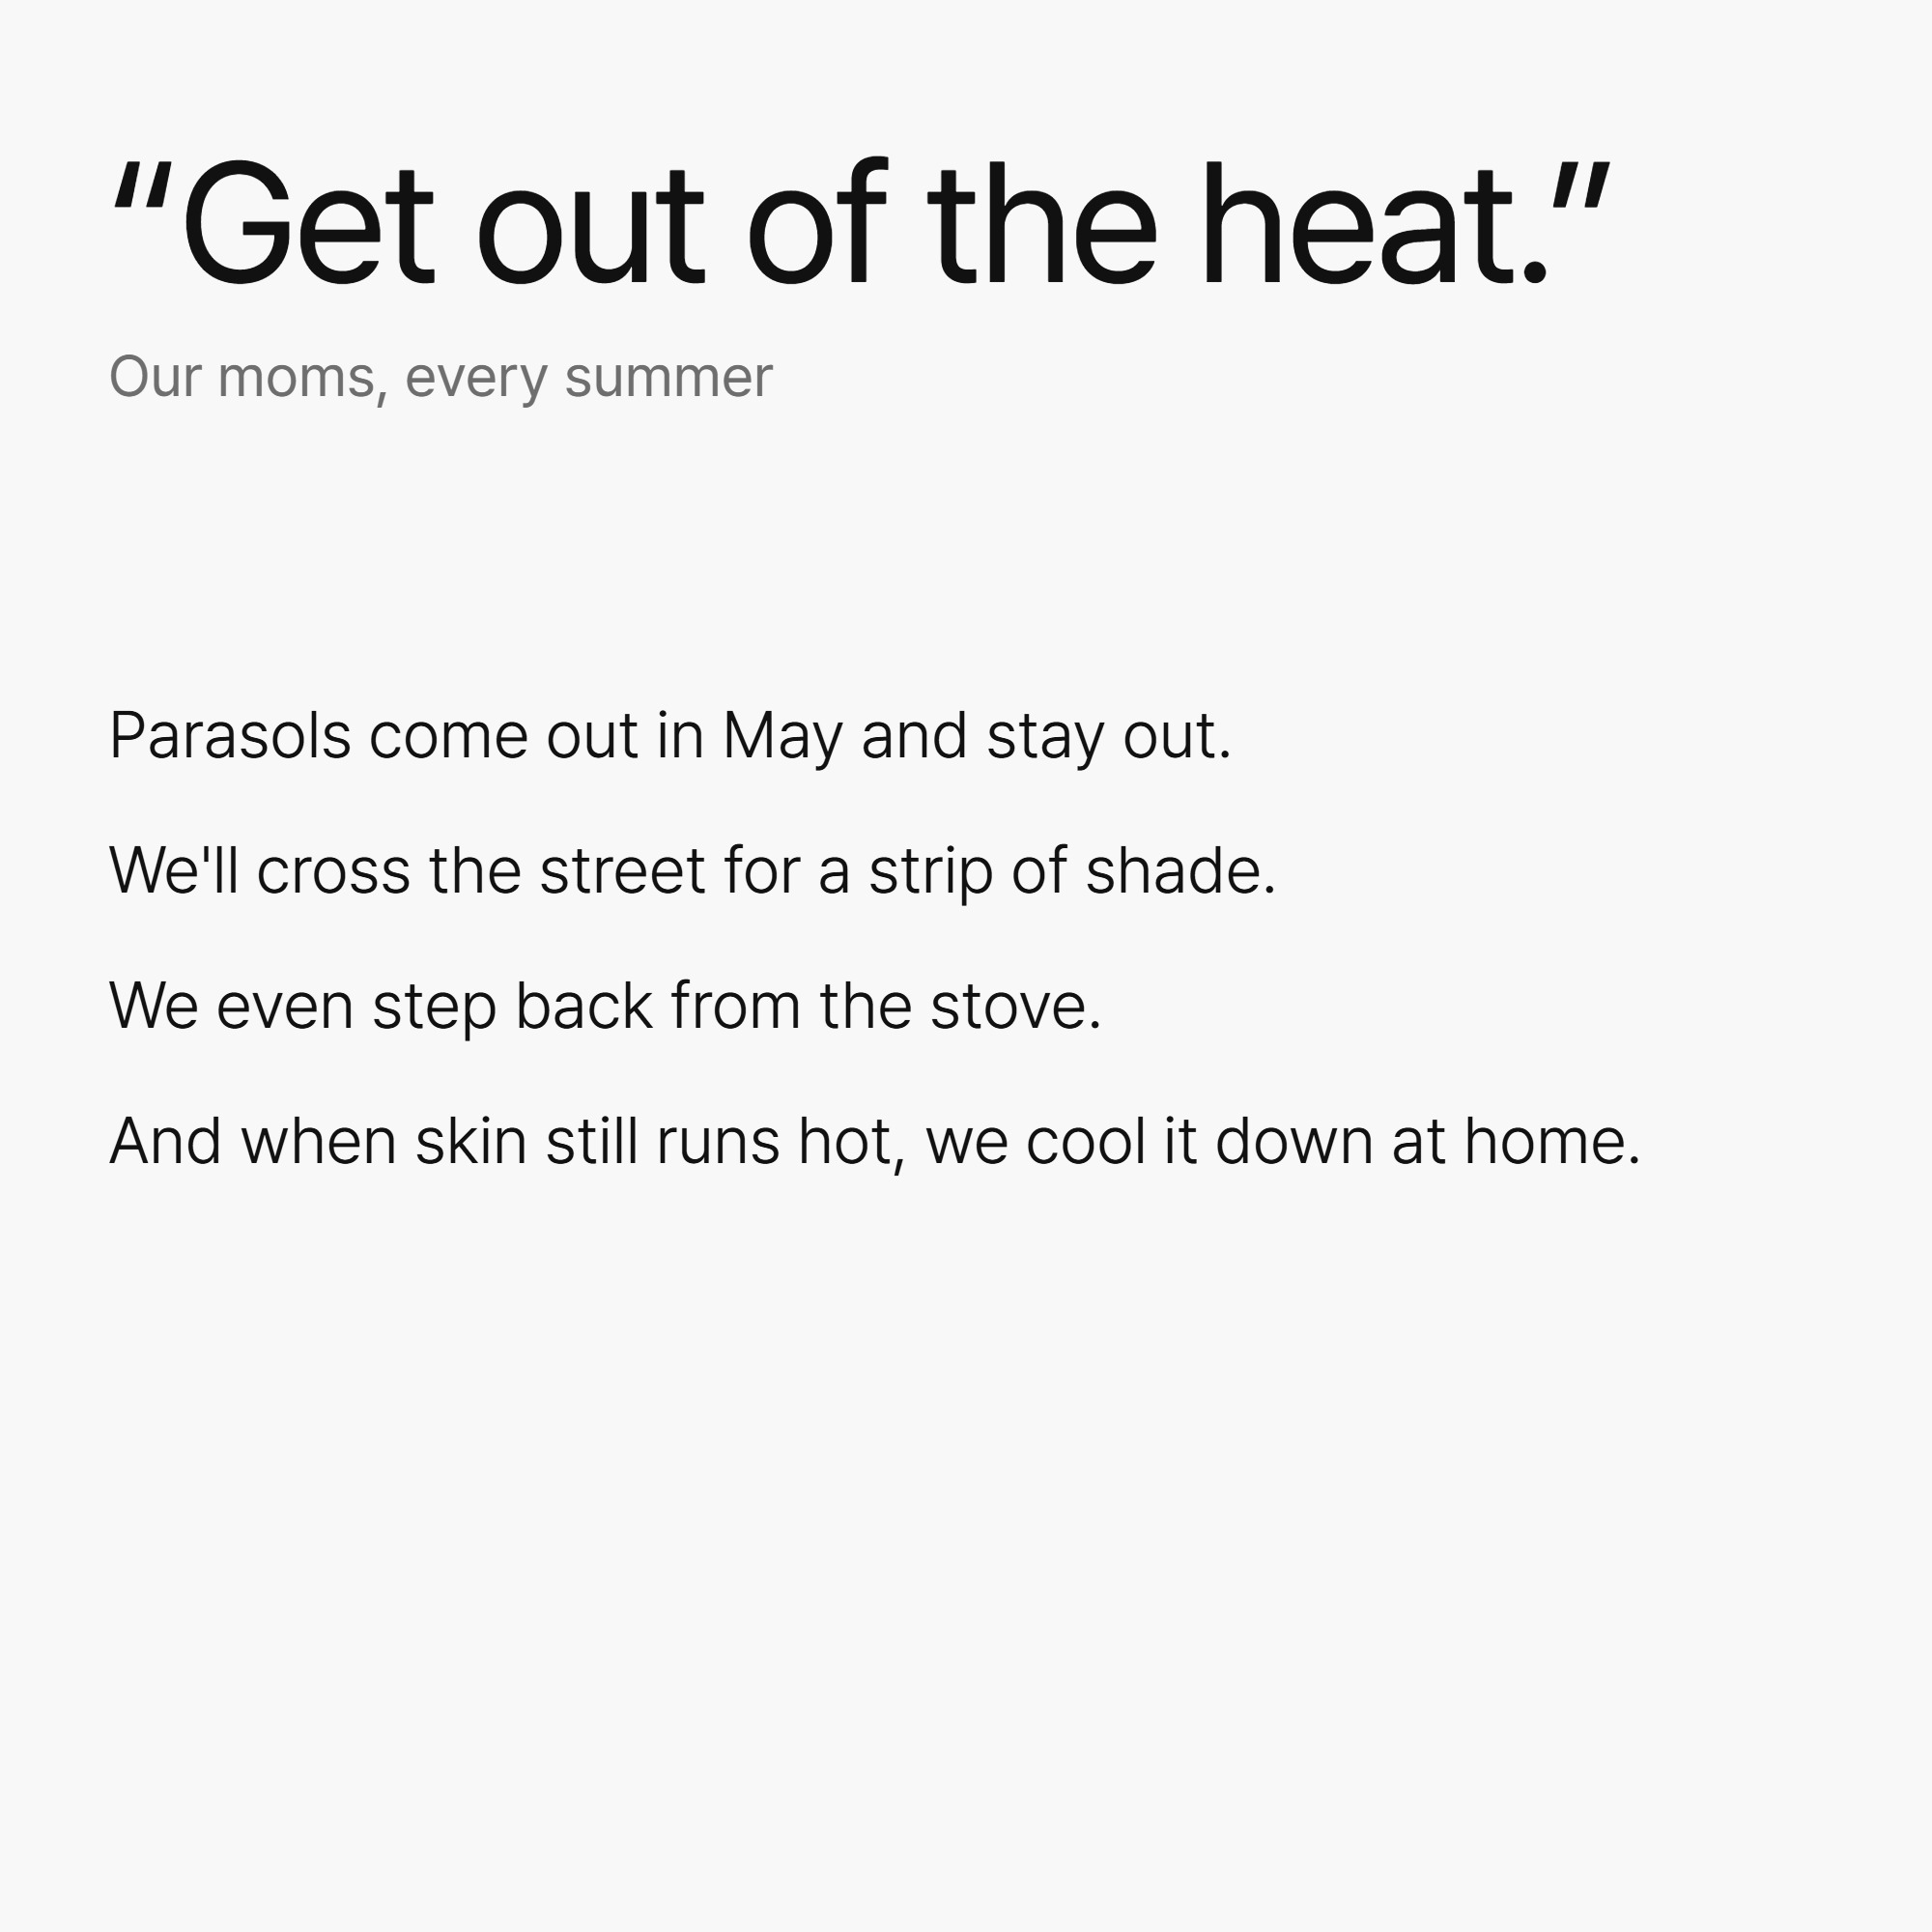 “Get out of the heat.”
Our moms, every summer
Parasols come out in May and stay out.
We'll cross the street for a strip of shade.
We even step back from the stove.
And when skin still runs hot, we cool it down at home.